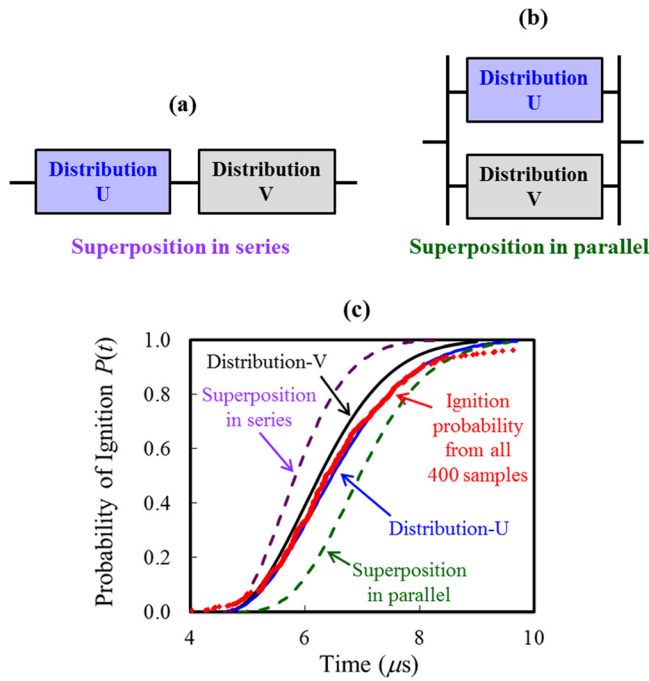 (a)
Distribution
U
Distribution
V
Superposition in series
(b)
Distribution
U
Distribution
V
Superposition in parallel
(c)
Probability of Ignition P(t)
1.0
0.8
0.6
0.4
0.2
0.0
Distribution-V
Superposition
in series
Ignition
probability
from all
400 samples
Distribution-U
Superposition
in parallel
4
6
8
10
Time (μs)